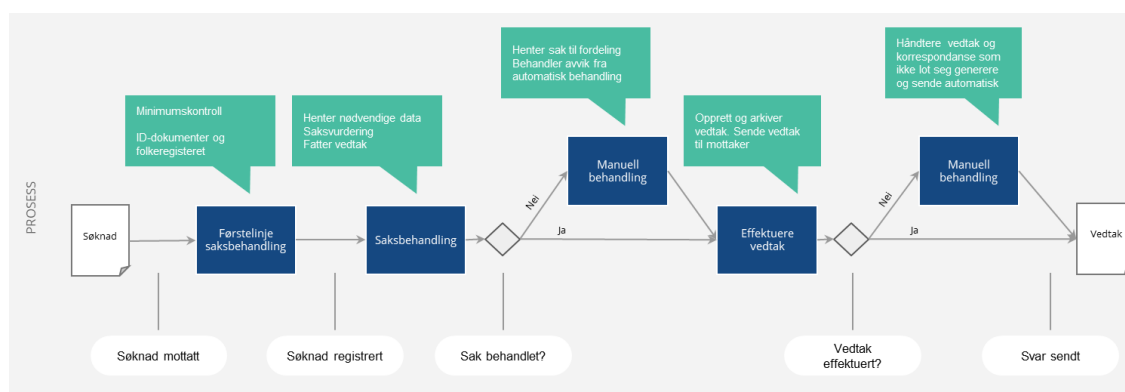 Henter sak til fordeling
Behandler avvik fra
automatisk behandling
Håndtere vedtak og
korrespondanse som
ikke lot seg generere
og sende automatisk
Minimumskontroll
ID-dokumenter og
folkeregisteret
Henter nødvendige data
Saksvurdering
Fatter vedtak
Opprett og arkiver
vedtak. Sende vedtak
til mottaker
PROSESS
Søknad
Førstelinje
saksbehandling
Saksbehandling
Nei
Ja
Manuell
behandling
Effektuere
vedtak
Nei
Ja
Manuell
behandling
Vedtak
Søknad mottatt
Søknad registrert
Sak behandlet?
Vedtak
effektuert?
Svar sendt